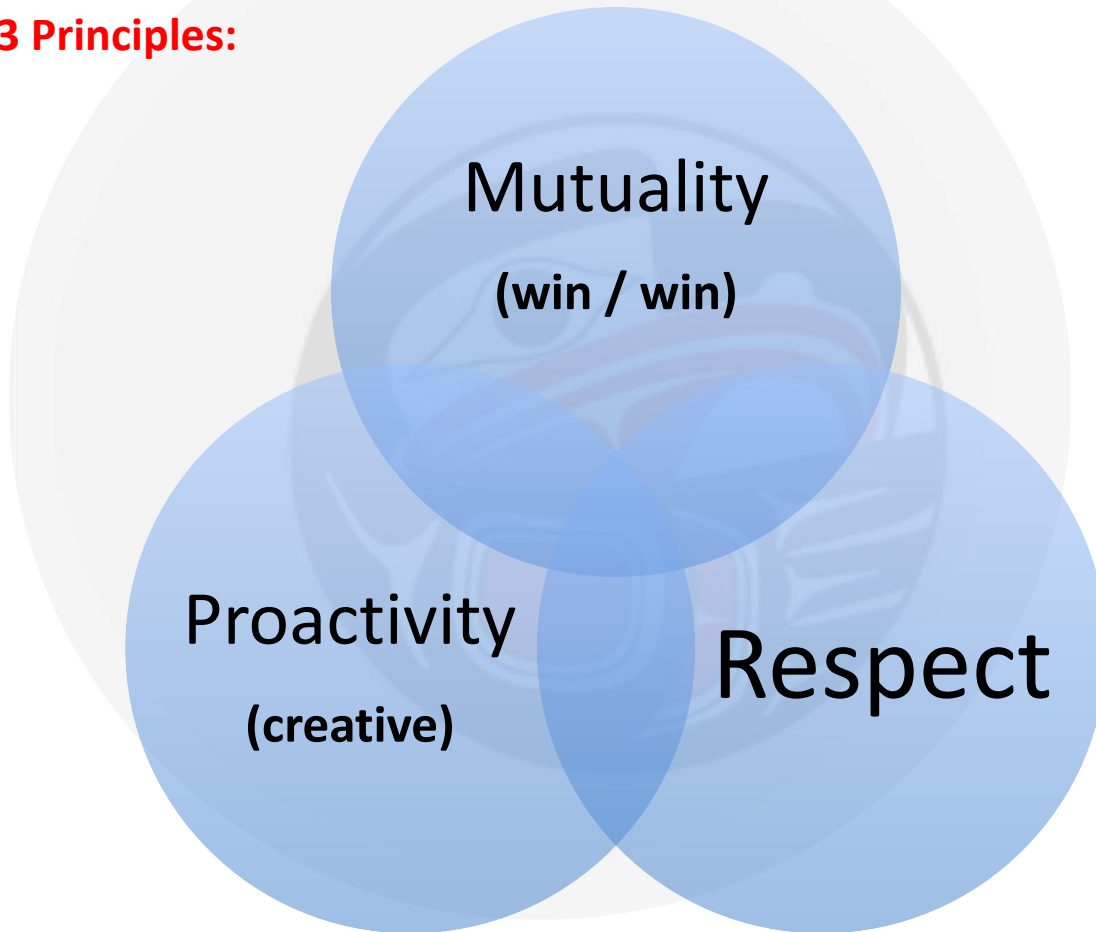 3 Principles:
Mutuality
(win / win)
Proactivity
(creative)
Respect